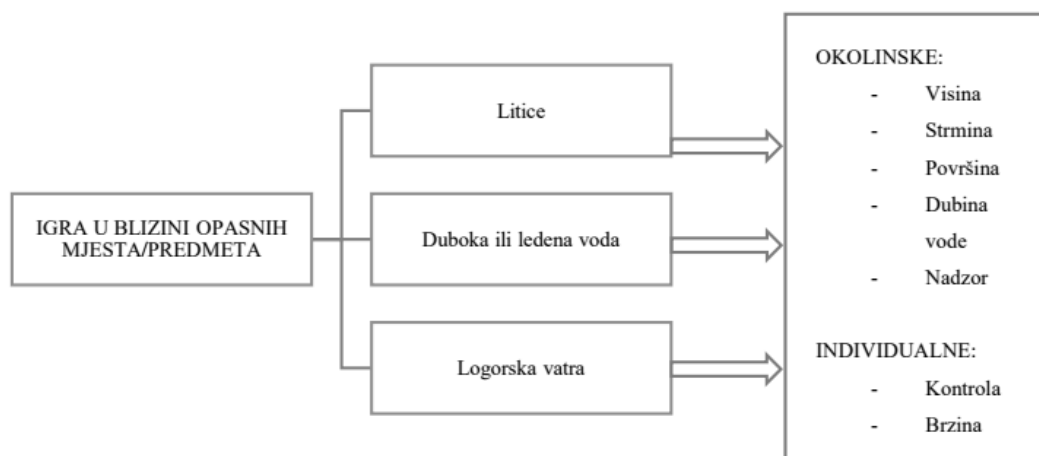 IGRA U BLIZINI OPASNIH
MJESTA/PREDMETA
Litice
Duboka ili ledena voda
Logorska vatra
OKOLINSKE:
- Visina
- Strmina
- Površina
- Dubina
vode
- Nadzor
INDIVIDUALNE:
- Kontrola
- Brzina